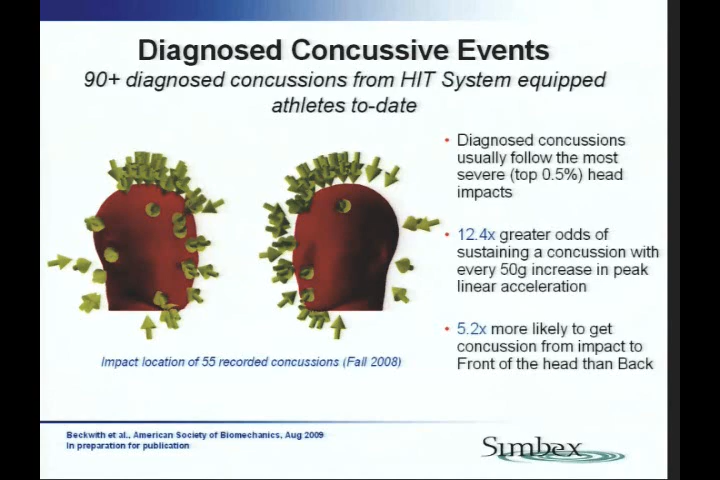 Diagnosed Concussive Events
90+ diagnosed concussions from HIT System equipped
athletes to-date
• Diagnosed concussions
usually follow the most
severe (top 0.5%) head
impacts
• 12.4x greater odds of
sustaining a concussion with
every 50g increase in peak
linear acceleration
• 5.2x more likely to get
concussion from impact to
Front of the head than Back
Impact location of 55 recorded concussions (Fall 2008)
Beckwith et al., American Society of Biomechanics, Aug 2009
In preparation for publication
Simbex